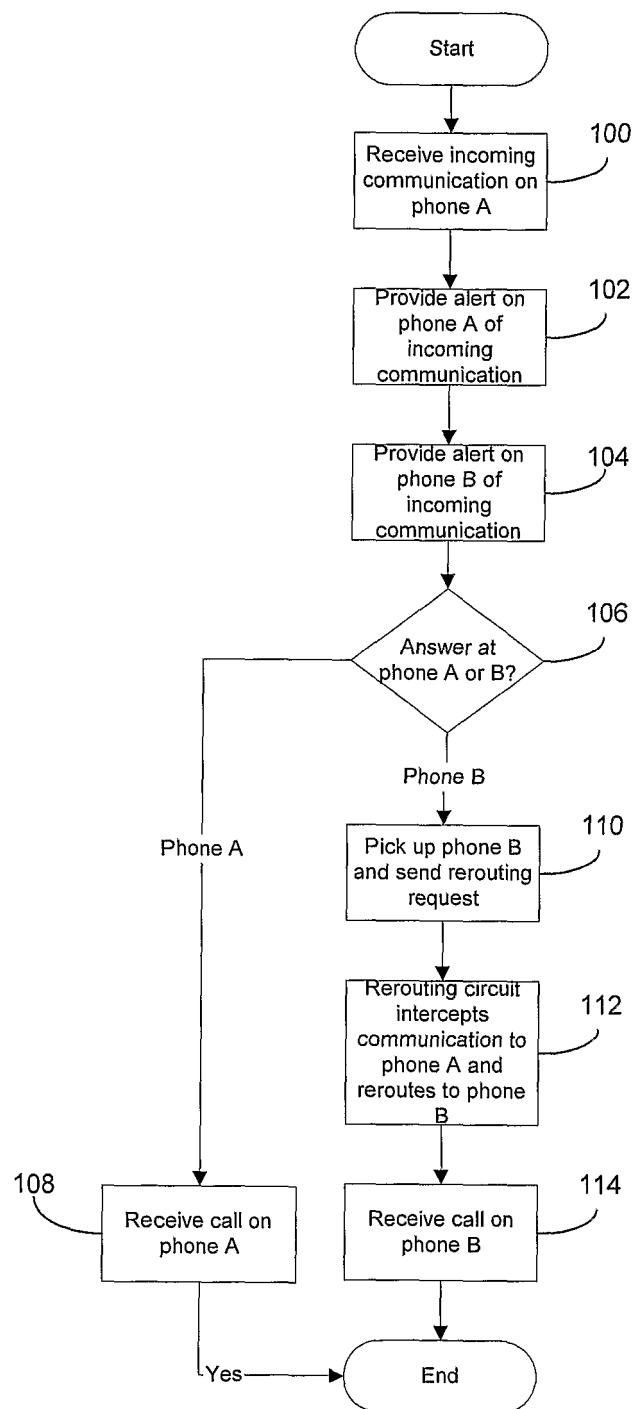 Start
100
Receive incoming
communication on
phone A
102
Provide alert on
phone A of
incoming
communication
104
Provide alert on
phone B of
incoming
communication
106
Answer at
phone A or B?
Phone B
Phone A
110
Pick up phone B
and send rerouting
request
112
Rerouting circuit
intercepts
communication to
phone A and
reroutes to phone
B
108
Receive call on
phone A
114
Receive call on
phone B
Yes
End